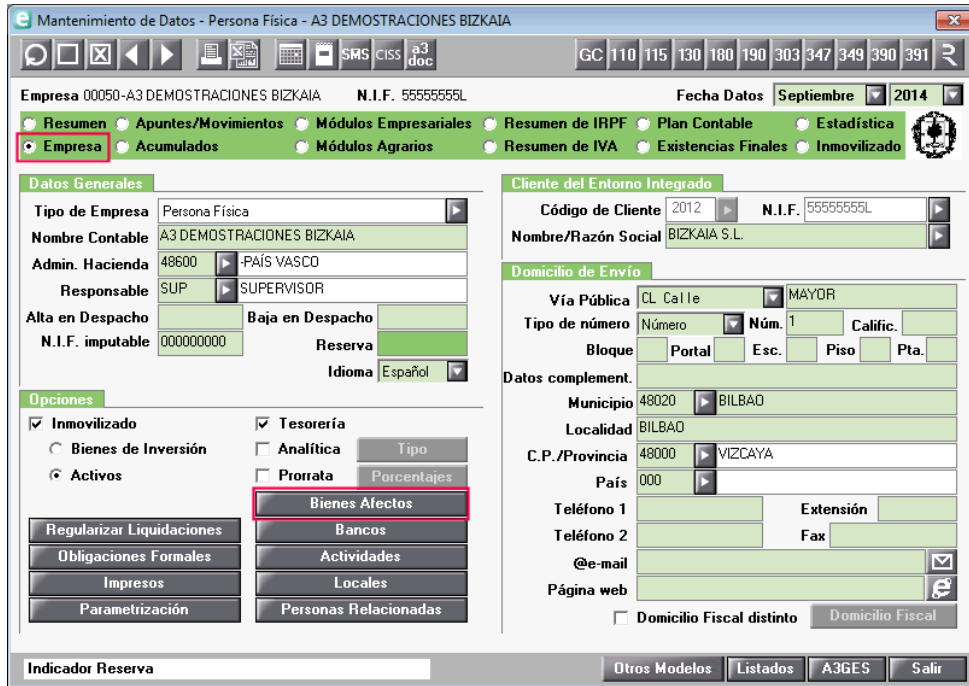 Mantenimiento de Datos - Persona Física - A3 DEMOSTRACIONES BIZKAIA
SMS CISS a3 doc GC 110 115 130 180 190 303 347 349 390 391
Empresa 00050-A3 DEMOSTRACIONES BIZKAIA N.I.F. 55555555L Fecha Datos Septiembre 2014
Resumen Apuntes/Movimientos Módulos Empresariales Resumen de IRPF Plan Contable Estadística
Empresa Acumulados Módulos Agrarios Resumen de IVA Existencias Finales Inmovilizado
Datos Generales
Tipo de Empresa Persona Física
Nombre Contable A3 DEMOSTRACIONES BIZKAIA
Admin. Hacienda 48600 -PAÍS VASCO
Responsable SUP SUPERVISOR
Alta en Despacho Baja en Despacho
N.I.F. imputable 000000000 Reserva
Idioma Español
Opciones
Inmovilizado Tesorería
Bienes de Inversión Analítica Tipo
Activos Prorrata Porcentajes
Bienes Afectos
Regularizar Liquidaciones Bancos
Obligaciones Formales Actividades
Impresos Locales
Parametrización Personas Relacionadas
Cliente del Entorno Integrado
Código de Cliente 2012 N.I.F. 55555555L
Nombre/Razón Social BIZKAIA S.L.
Domicilio de Envío
Vía Pública CL Calle MAYOR
Tipo de número Número Núm. 1 Calific.
Bloque Portal Esc. Piso Pta.
Datos complement.
Municipio 48020 BILBAO
Localidad BILBAO
C.P./Provincia 48000 VIZCAYA
País 000
Teléfono 1 Extensión
Teléfono 2 Fax
@e-mail
Página web
Domicilio Fiscal distinto Domicilio Fiscal
Indicador Reserva Otros Modelos Listados A3GES Salir